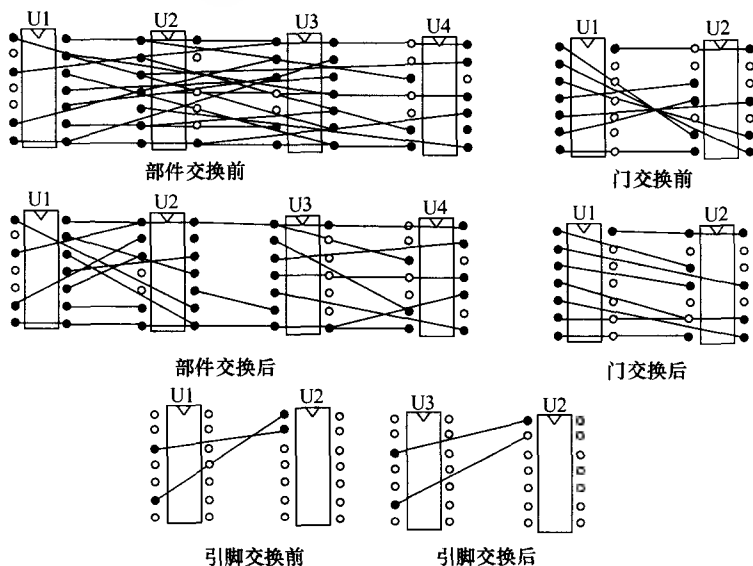 U1 U2 U3 U4
U1 U2
部件交换前
门交换前
U1 U2 U3 U4
U1 U2
部件交换后
门交换后
U1 U2
U3 U2
引脚交换前
引脚交换后